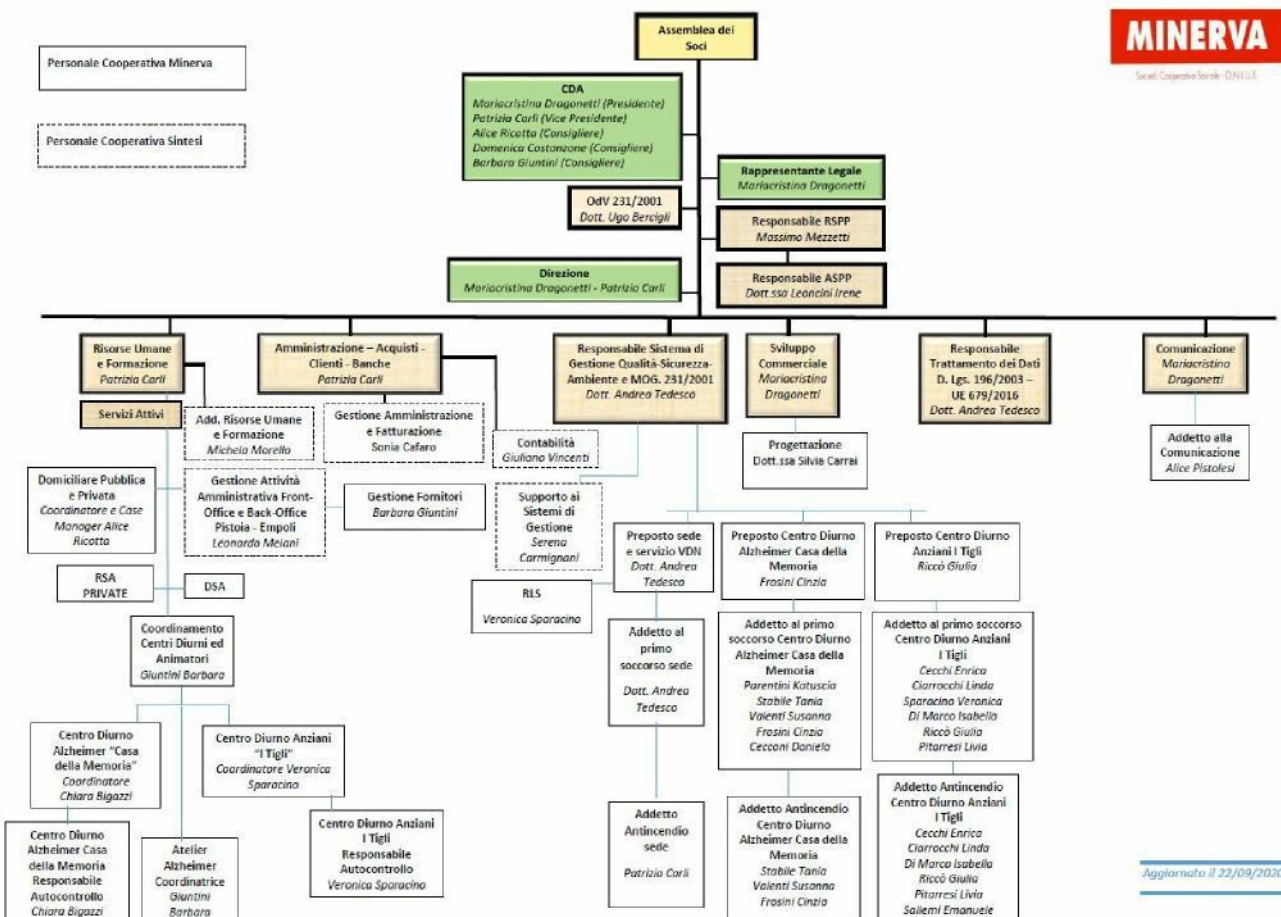 Assemblea dei
Soci
MINERVA
Società Cooperativa Sociale - O.N.L.U.S
Personale Cooperativa Minerva
Personale Cooperativa Sintesi
CDA
Mariacristina Dragonetti (Presidente)
Patrizia Carli (Vice Presidente)
Alice Ricotta (Consigliere)
Domenica Costanzone (Consigliere)
Barbara Giuntini (Consigliere)
Rappresentante Legale
Mariacristina Dragonetti
OdV 231/2001
Dott. Ugo Bercigli
Responsabile RSPP
Massimo Mezzetti
Responsabile ASPP
Dott.ssa Leoncini Irene
Direzione
Mariacristina Dragonetti - Patrizia Carli
Risorse Umane
e Formazione
Patrizia Carli
Amministrazione – Acquisti -
Clienti - Banche
Patrizia Carli
Responsabile Sistema di
Gestione Qualità-Sicurezza-
Ambiente e MOG. 231/2001
Dott. Andrea Tedesco
Sviluppo
Commerciale
Mariacristina
Dragonetti
Responsabile
Trattamento dei Dati
D. Lgs. 196/2003 –
UE 679/2016
Dott. Andrea Tedesco
Comunicazione
Mariacristina
Dragonetti
Servizi Attivi
Add. Risorse Umane
e Formazione
Michela Morello
Gestione Amministrazione
e Fatturazione
Sonia Cafaro
Contabilità
Giuliano Vincenti
Progettazione
Dott.ssa Silvia Carrai
Addetto alla
Comunicazione
Alice Pistolesi
Domiciliare Pubblica
e Privata
Coordinatore e Case
Manager Alice
Ricotta
Gestione Attività
Amministrativa Front-
Office e Back-Office
Pistoia - Empoli
Leonardo Melani
Gestione Fornitori
Barbara Giuntini
Supporto ai
Sistemi di
Gestione
Serena
Carmignani
Preposto sede
e servizio VDN
Dott. Andrea
Tedesco
Preposto Centro Diurno
Alzheimer Casa della
Memoria
Frosini Cinzia
Preposto Centro Diurno
Anziani I Tigli
Riccò Giulia
RSA
PRIVATE
DSA
RLS
Veronica Sparacino
Coordinamento
Centri Diurni ed
Animatori
Giuntini Barbara
Addetto al
primo
soccorso sede
Dott. Andrea
Tedesco
Addetto al primo
soccorso Centro Diurno
Alzheimer Casa della
Memoria
Parentini Katuscia
Stabile Tania
Valenti Susanna
Frosini Cinzia
Cecconi Daniela
Addetto al primo soccorso
Centro Diurno Anziani
I Tigli
Cecchi Enrica
Ciarrocchi Linda
Sparacino Veronica
Di Marco Isabella
Riccò Giulia
Pitarresi Livia
Centro Diurno
Alzheimer "Casa
della Memoria"
Coordinatore
Chiara Bigazzi
Centro Diurno Anziani
"I Tigli"
Coordinatore Veronica
Sparacino
Centro Diurno
Alzheimer Casa
della Memoria
Responsabile
Autocontrollo
Chiara Bigazzi
Atelier
Alzheimer
Coordinatrice
Giuntini
Barbara
Centro Diurno Anziani
I Tigli
Responsabile
Autocontrollo
Veronica Sparacino
Addetto
Antincendio
sede
Patrizia Carli
Addetto Antincendio
Centro Diurno
Alzheimer Casa della
Memoria
Stabile Tania
Valenti Susanna
Frosini Cinzia
Addetto Antincendio
Centro Diurno Anziani
I Tigli
Cecchi Enrica
Ciarrocchi Linda
Di Marco Isabella
Riccò Giulia
Pitarresi Livia
Sallemi Emanuele
Aggiornato il 22/09/2020